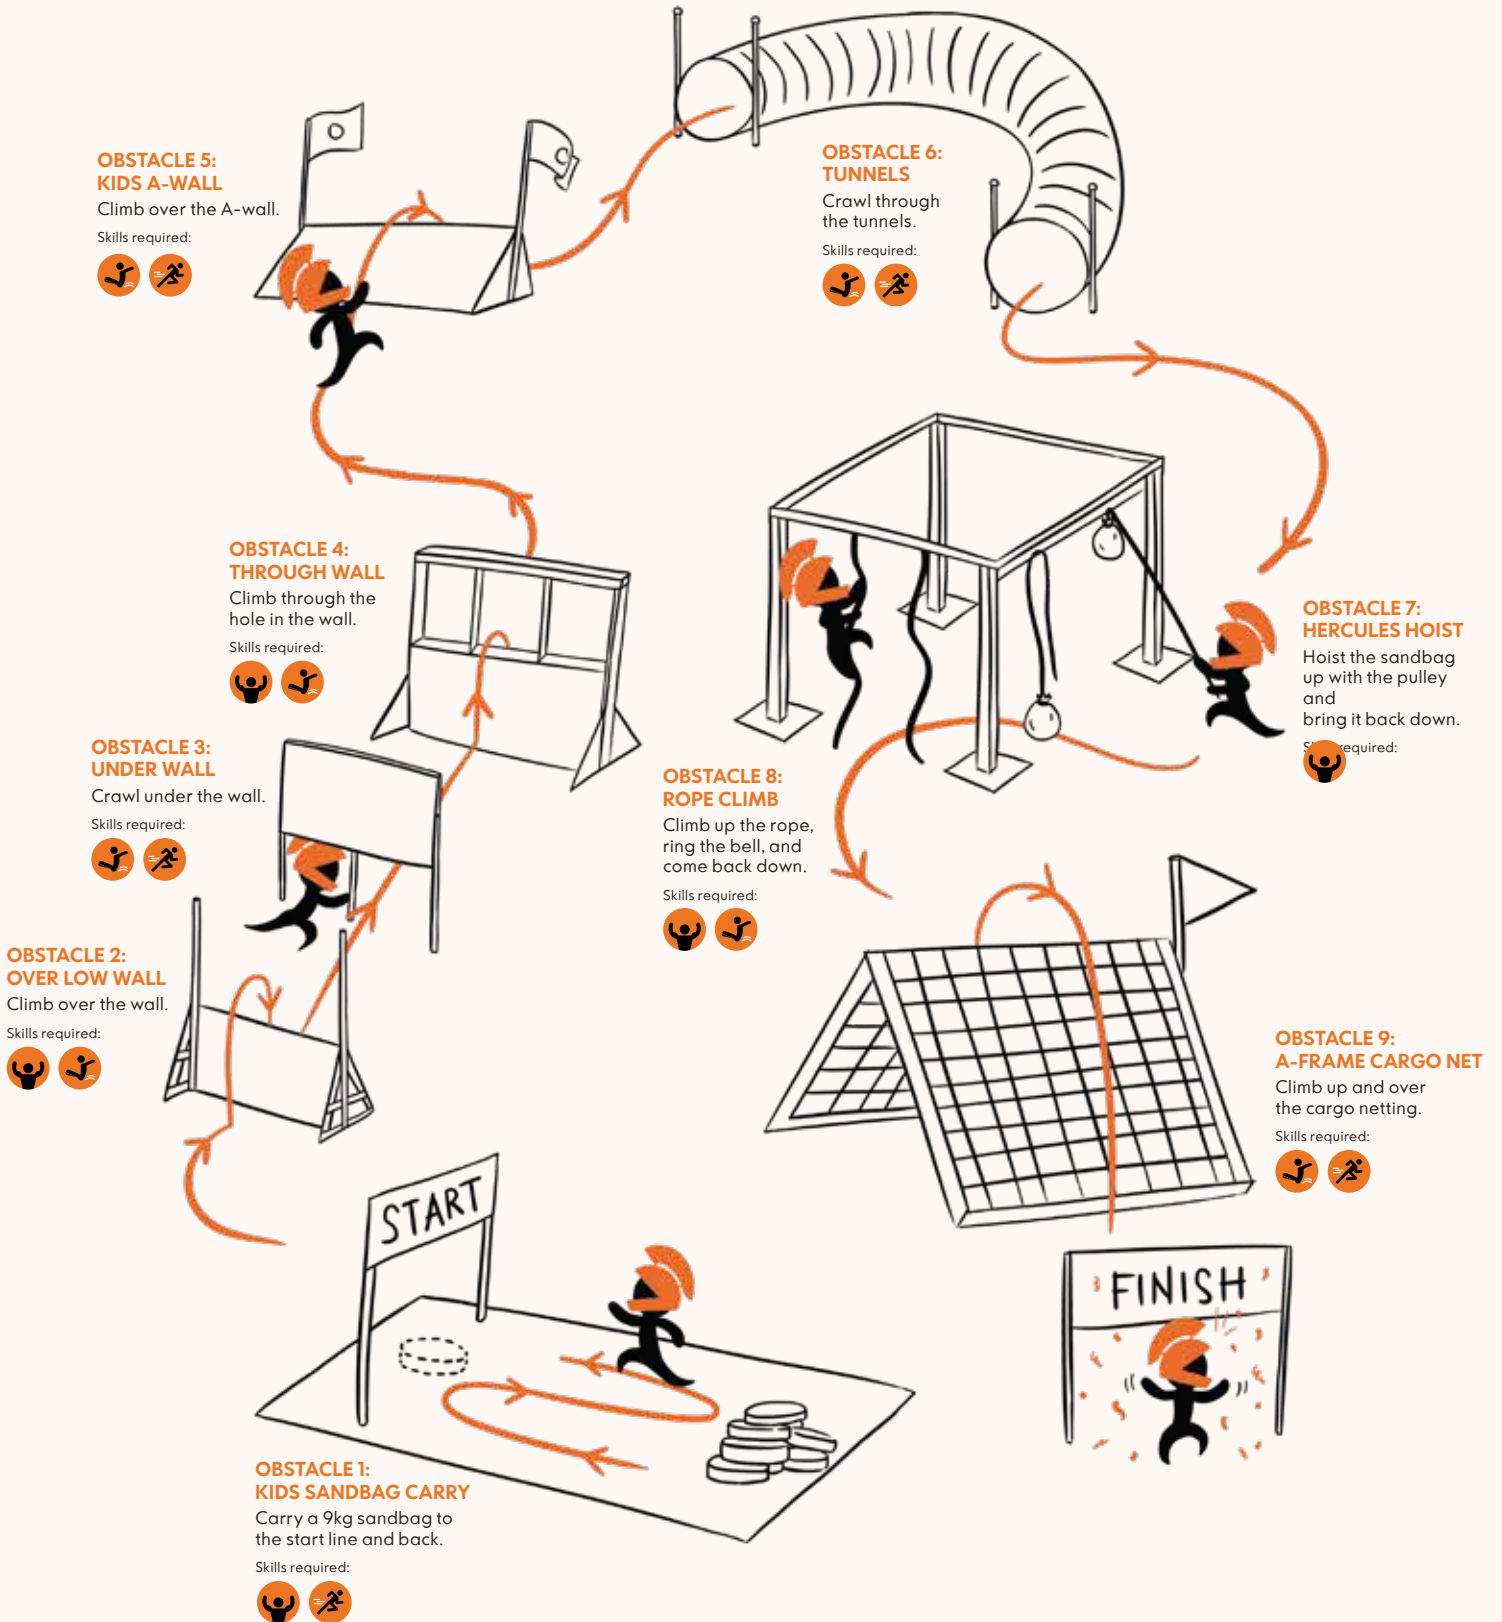 OBSTACLE 5:
KIDS A-WALL
Climb over the A-wall.
Skills required:
OBSTACLE 6:
TUNNELS
Crawl through
the tunnels.
Skills required:
OBSTACLE 4:
THROUGH WALL
Climb through the
hole in the wall.
Skills required:
OBSTACLE 7:
HERCULES HOIST
Hoist the sandbag
up with the pulley
and
bring it back down.
required:
OBSTACLE 3:
UNDER WALL
Crawl under the wall.
Skills required:
OBSTACLE 8:
ROPE CLIMB
Climb up the rope,
ring the bell, and
come back down.
Skills required:
OBSTACLE 2:
OVER LOW WALL
Climb over the wall.
Skills required:
OBSTACLE 9:
A-FRAME CARGO NET
Climb up and over
the cargo netting.
Skills required:
START
FINISH
OBSTACLE 1:
KIDS SANDBAG CARRY
Carry a 9kg sandbag to
the start line and back.
Skills required: